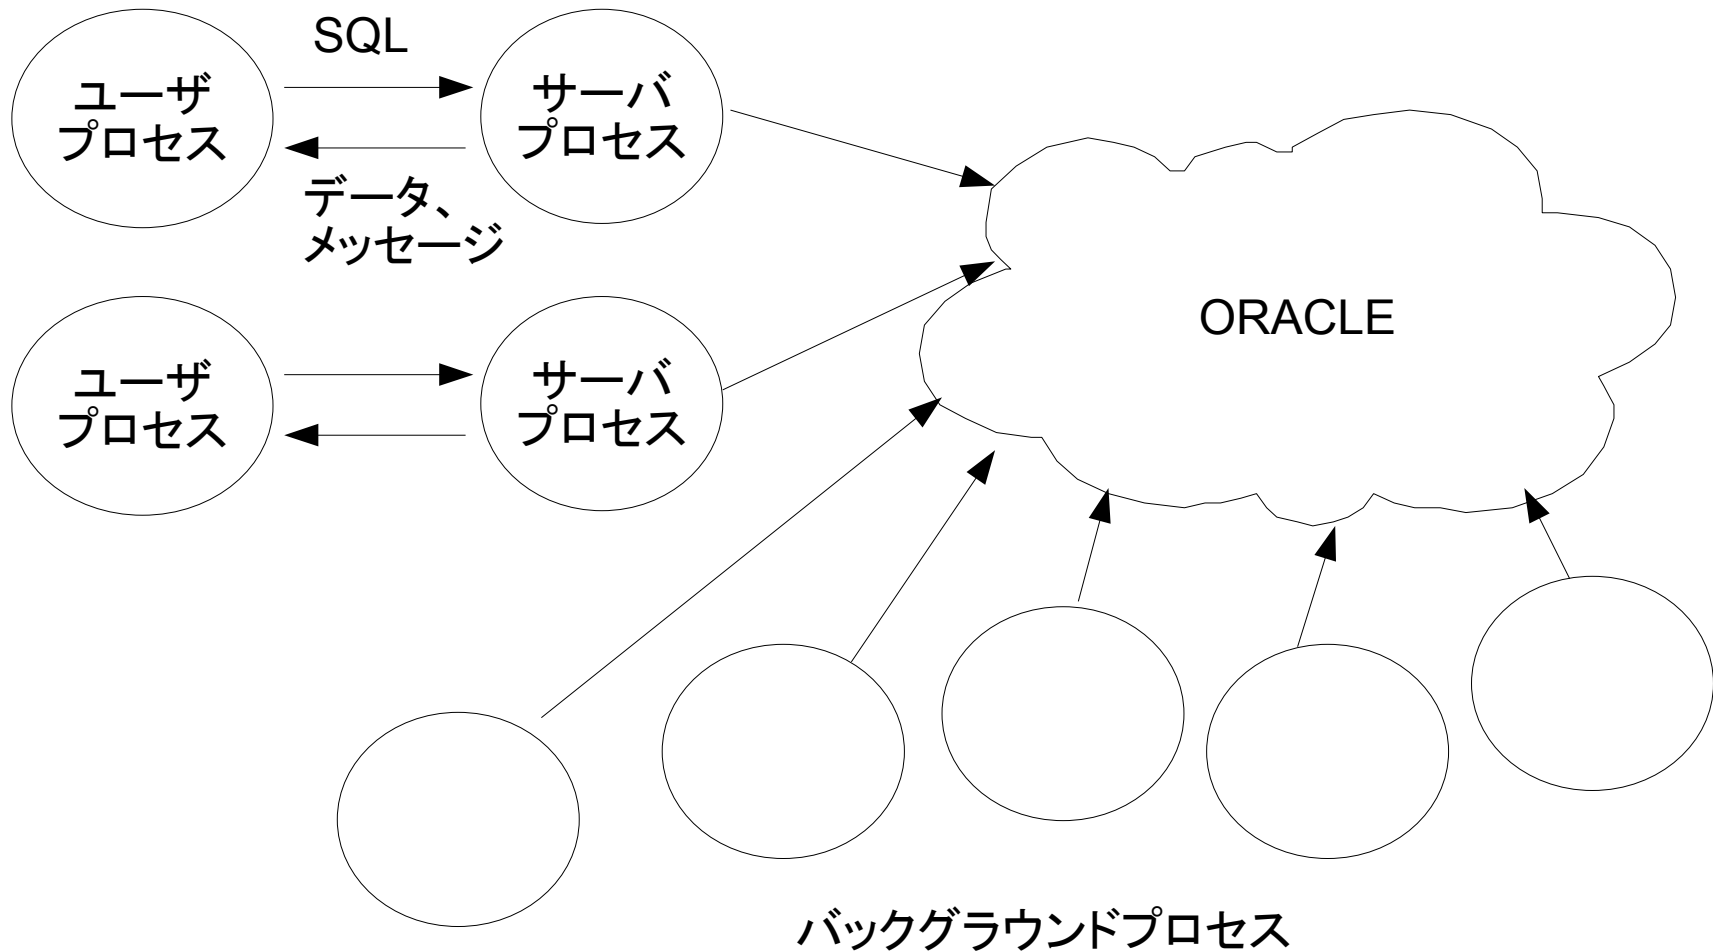 SQL
ユーザ
プロセス
サーバ
プロセス
データ、
メッセージ
ユーザ
プロセス
サーバ
プロセス
ORACLE
バックグラウンドプロセス